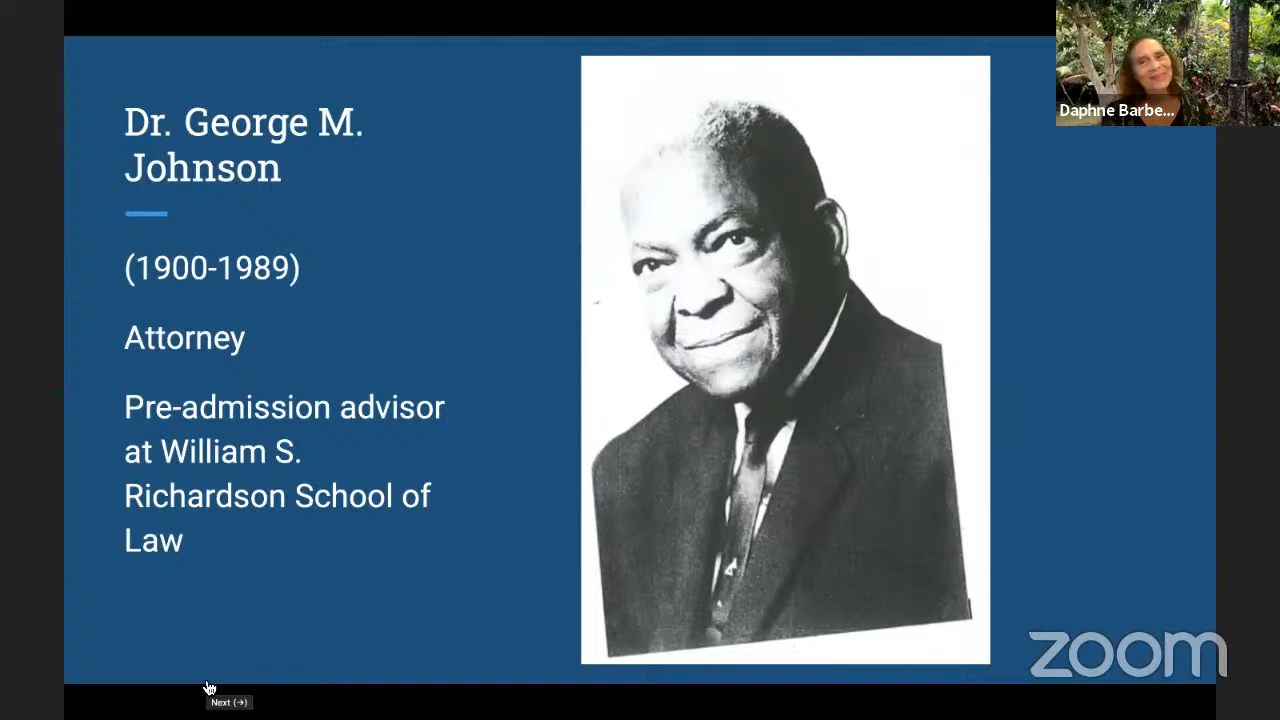 Dr. George M.
Johnson
(1900-1989)
Attorney
Pre-admission advisor
at William S.
Richardson School of
Law
Daphne Barbe...
zoom
Next (→)